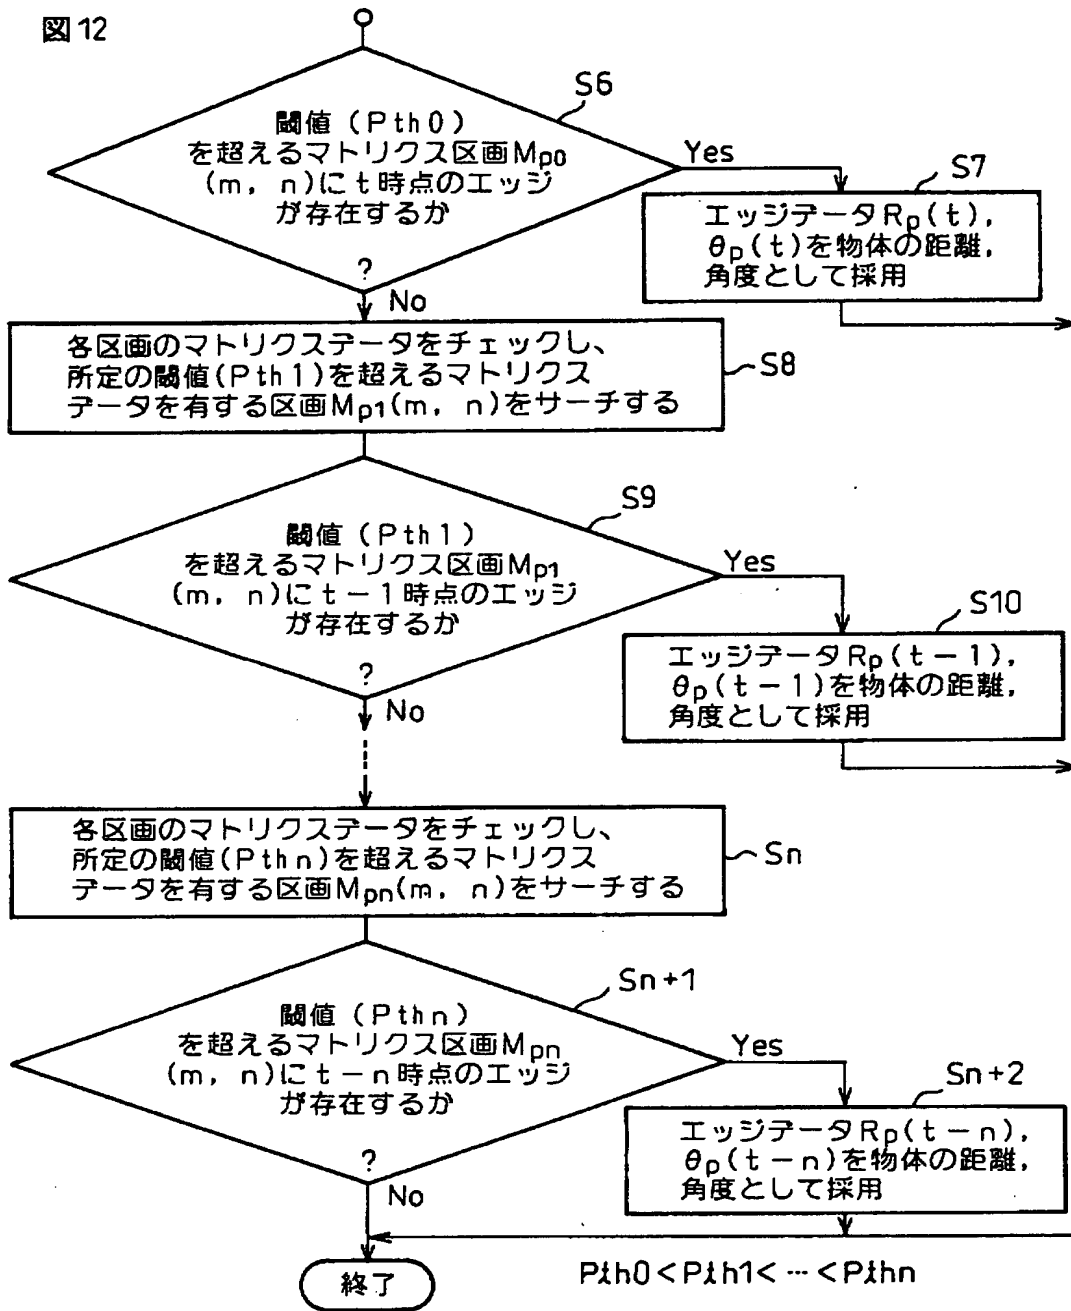 図12
S6
閾値(Pth0)
を超えるマトリクス区画Mp0
(m, n)にt時点のエッジ
が存在するか
?
Yes
No
S7
エッジデータRp(t),
θp(t)を物体の距離,
角度として採用
各区画のマトリクスデータをチェックし、
所定の閾値(Pth1)を超えるマトリクス
データを有する区画Mp1(m, n)をサーチする
S8
S9
閾値(Pth1)
を超えるマトリクス区画Mp1
(m, n)にt-1時点のエッジ
が存在するか
?
Yes
No
S10
エッジデータRp(t-1),
θp(t-1)を物体の距離,
角度として採用
各区画のマトリクスデータをチェックし、
所定の閾値(Pthn)を超えるマトリクス
データを有する区画Mpn(m, n)をサーチする
Sn
Sn+1
閾値(Pthn)
を超えるマトリクス区画Mpn
(m, n)にt-n時点のエッジ
が存在するか
?
Yes
No
Sn+2
エッジデータRp(t-n),
θp(t-n)を物体の距離,
角度として採用
終了
Pth0<Pth1<…<Pthn